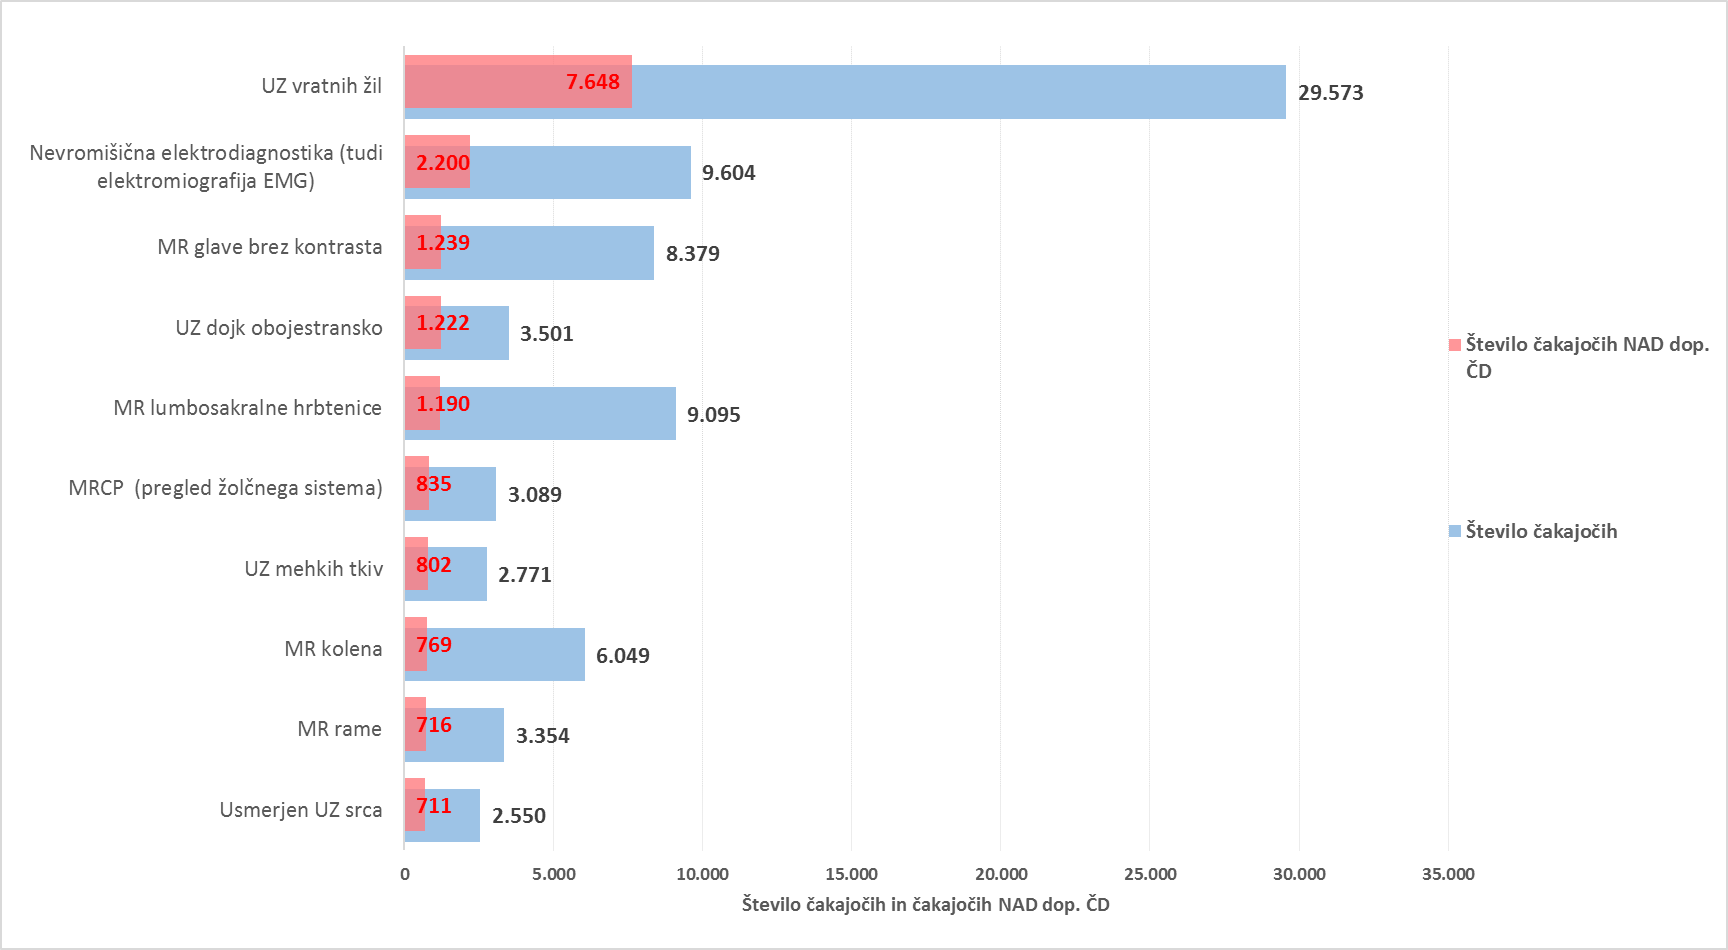 UZ vratnih žil
7.648
29.573
Nevromišična elektrodiagnostika (tudi
elektromiografija EMG)
2.200
9.604
MR glave brez kontrasta
1.239
8.379
UZ dojk obojestransko
1.222
3.501
MR lumbosakralne hrbtenice
1.190
9.095
MRCP  (pregled žolčnega sistema)
835
3.089
UZ mehkih tkiv
802
2.771
MR kolena
769
6.049
MR rame
716
3.354
Usmerjen UZ srca
711
2.550
0 5.000 10.000 15.000 20.000 25.000 30.000 35.000
Število čakajočih in čakajočih NAD dop. ČD
Število čakajočih NAD dop.
ČD
Število čakajočih